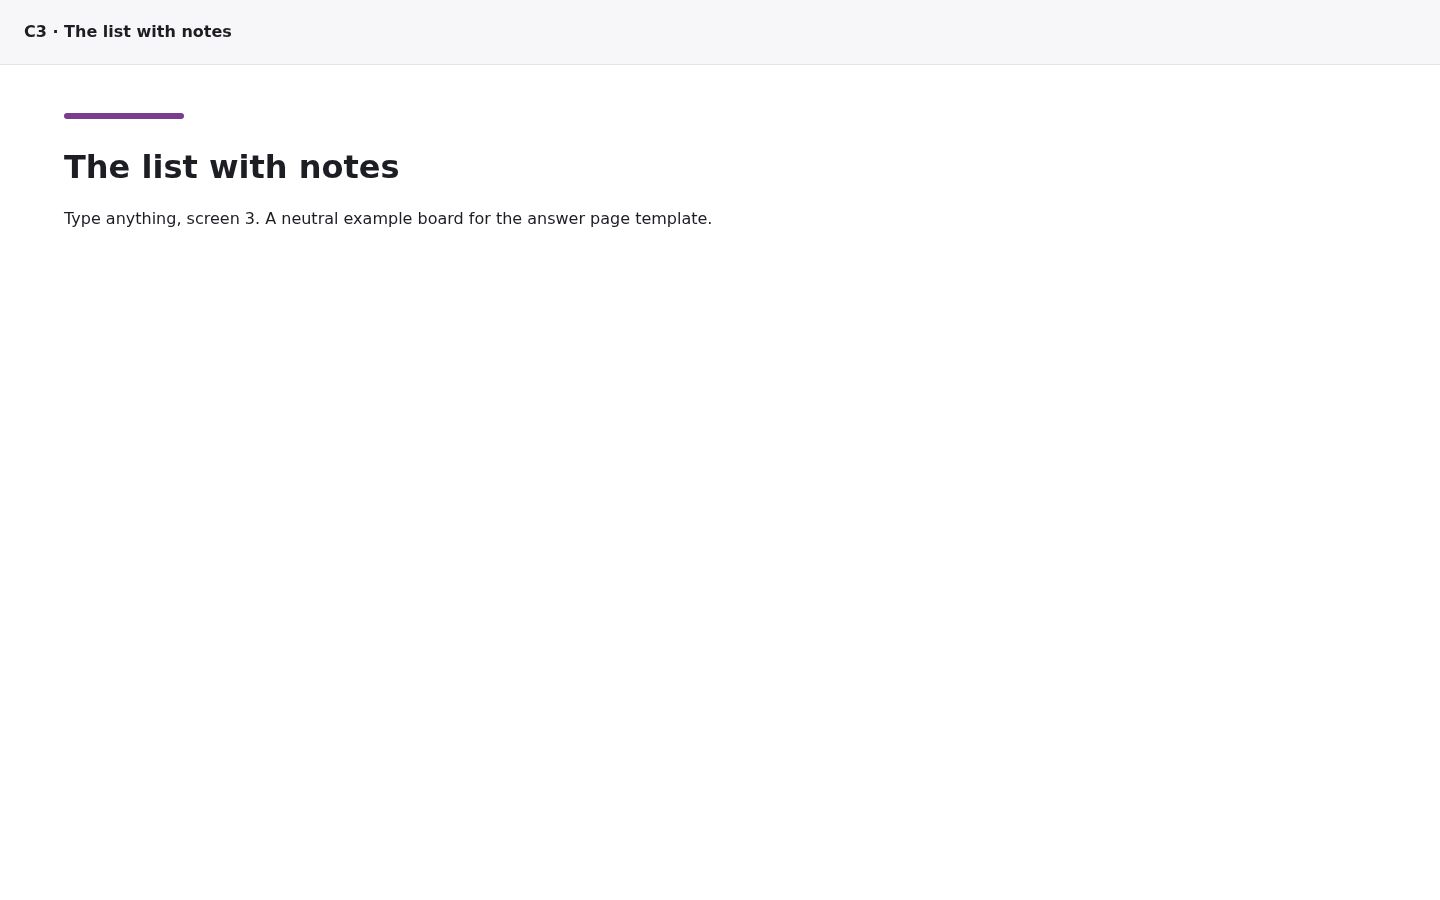 C3 · The list with notes
The list with notes
Type anything, screen 3. A neutral example board for the answer page template.